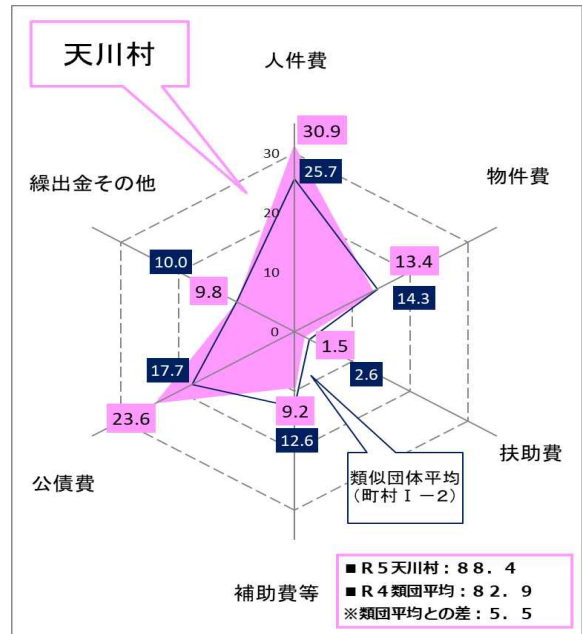 天川村
人件費
30.9
30
25.7
繰出金その他
物件費
20
10.0
13.4
14.3
10
9.8
0
1.5
17.7
2.6
23.6
9.2
12.6
扶助費
公債費
類似団体平均
(町村Ⅰ-2)
補助費等
■R5天川村:88.4
■R4類団平均:82.9
※類団平均との差:5.5